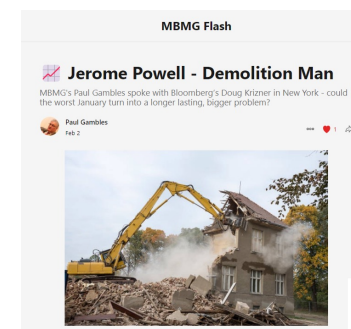 MBMG Flash
Jerome Powell - Demolition Man
MBMG's Paul Gambles spoke with Bloomberg's Doug Krizner in New York - could
the worst January turn into a longer lasting, bigger problem?
Paul Gambles
Feb 2
1